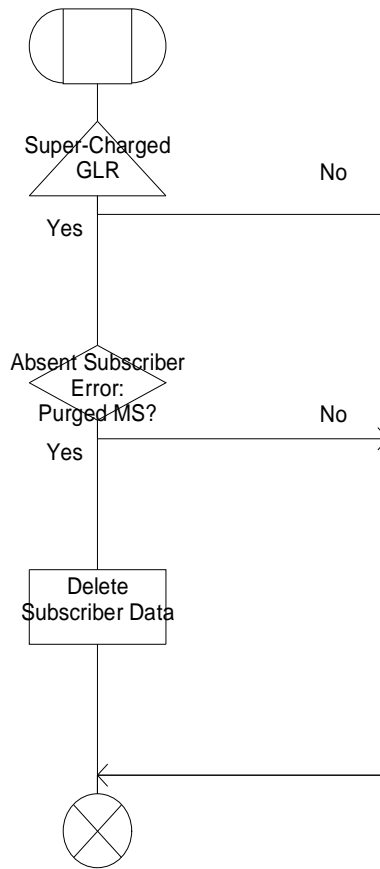 Super-Charged
GLR
No
Yes
Absent Subscriber
Error:
Purged MS?
No
Yes
Delete
Subscriber Data